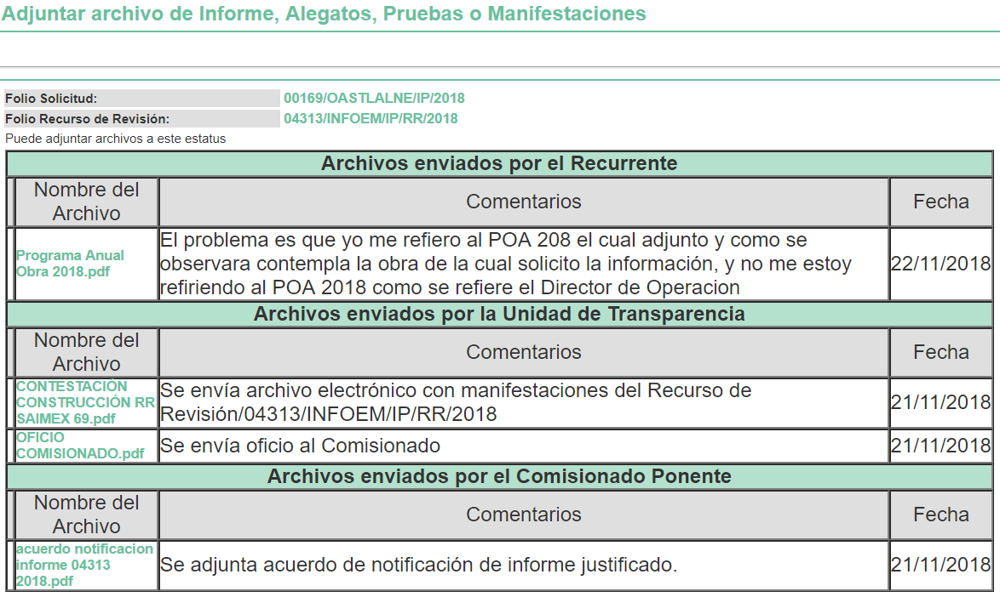 Adjuntar archivo de Informe, Alegatos, Pruebas o Manifestaciones
Folio Solicitud: 00169/OASTLALNE/IP/2018
Folio Recurso de Revisión: 04313/INFOEM/IP/RR/2018
Puede adjuntar archivos a este estatus
Archivos enviados por el Recurrente
Nombre del
Archivo
Comentarios
Fecha
Programa Anual
Obra 2018.pdf
El problema es que yo me refiero al POA 208 el cual adjunto y como se
observara contempla la obra de la cual solicito la información, y no me estoy
refiriendo al POA 2018 como se refiere el Director de Operacion
22/11/2018
Archivos enviados por la Unidad de Transparencia
Nombre del
Archivo
Comentarios
Fecha
CONTESTACIÓN
CONSTRUCCIÓN RR
SAIMEX 69.pdf
Se envía archivo electrónico con manifestaciones del Recurso de
Revisión/04313/INFOEM/IP/RR/2018
21/11/2018
OFICIO
COMISIONADO.pdf
Se envía oficio al Comisionado
21/11/2018
Archivos enviados por el Comisionado Ponente
Nombre del
Archivo
Comentarios
Fecha
acuerdo notificacion
informe 04313
2018.pdf
Se adjunta acuerdo de notificación de informe justificado.
21/11/2018